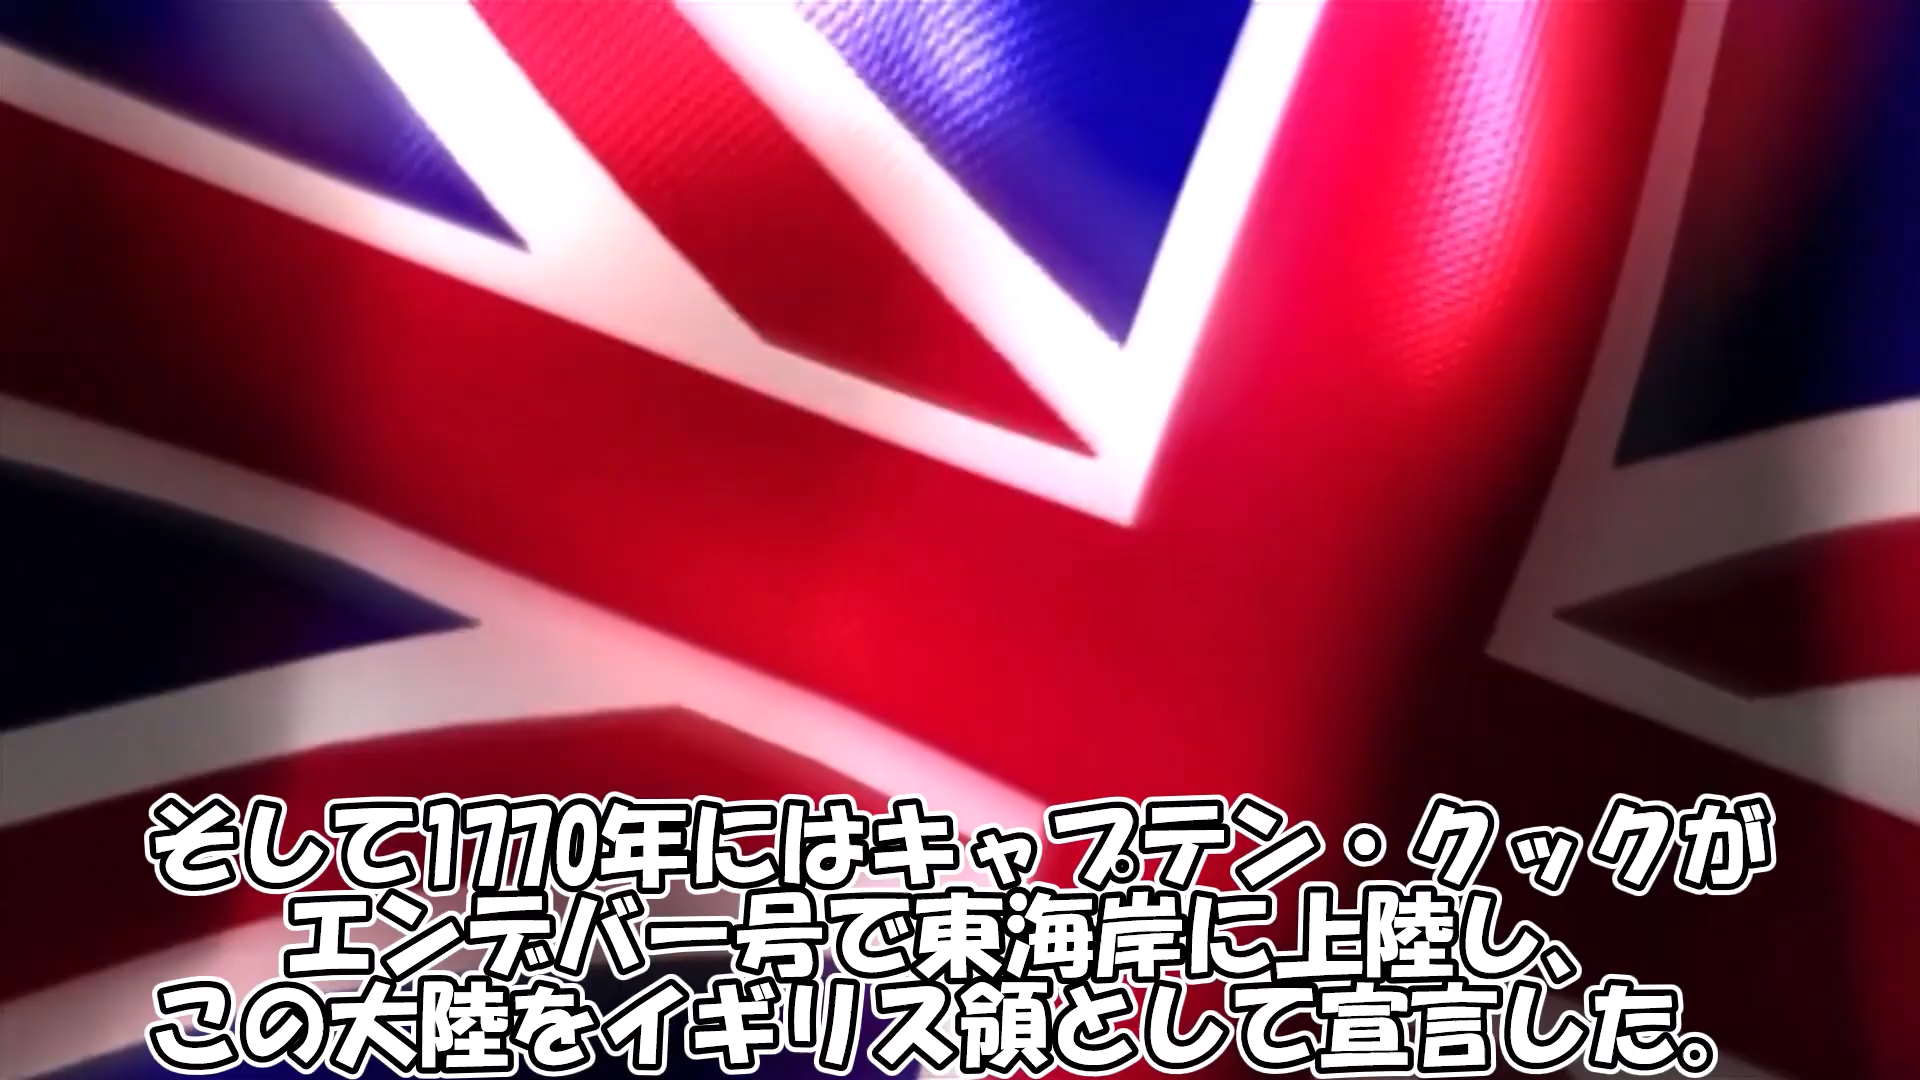 そして1770年にはキャプテン・クックが
エンデバー号で東海岸に上陸し、
この大陸をイギリス領として宣言した。